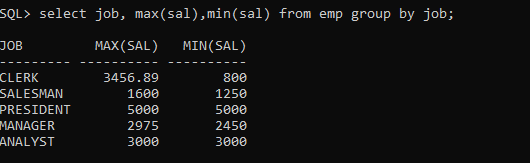 SQL> select job, max(sal),min(sal) from emp group by job;
JOB MAX(SAL) MIN(SAL)
--------- ---------- ----------
CLERK 3456.89 800
SALESMAN 1600 1250
PRESIDENT 5000 5000
MANAGER 2975 2450
ANALYST 3000 3000